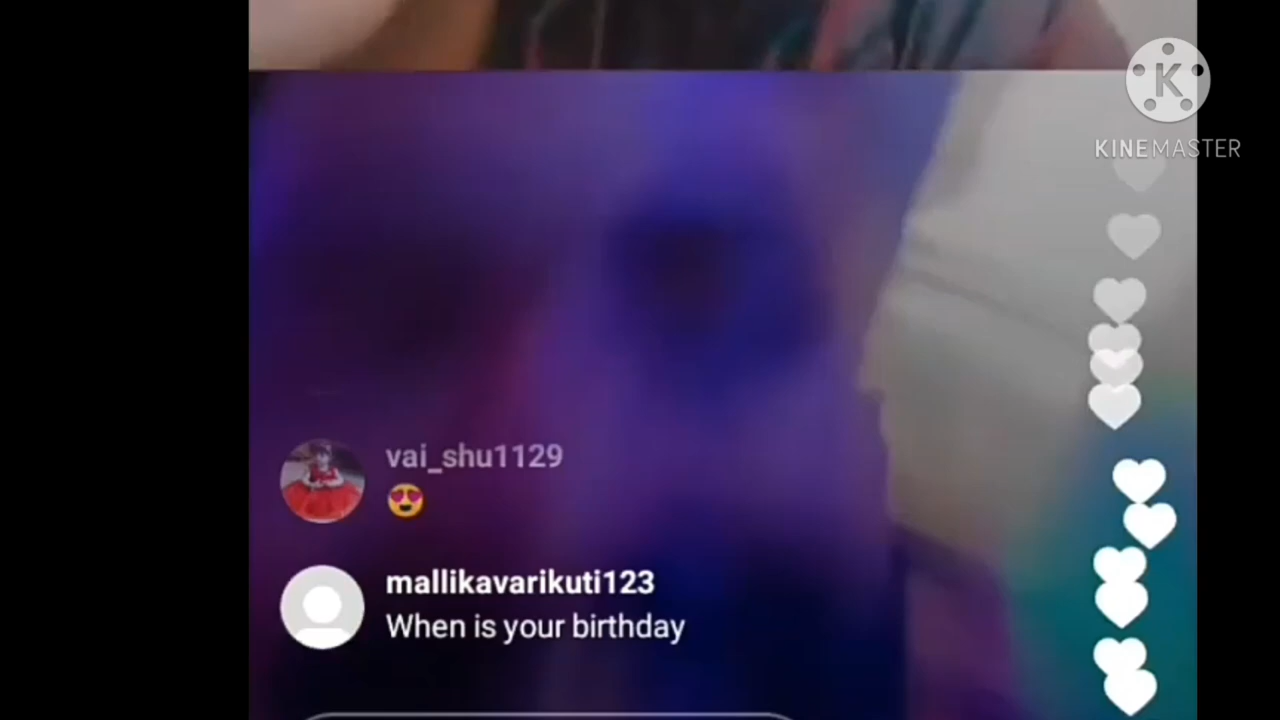 KINEMASTER
vai_shu1129
😍
mallikavarikuti123
When is your birthday